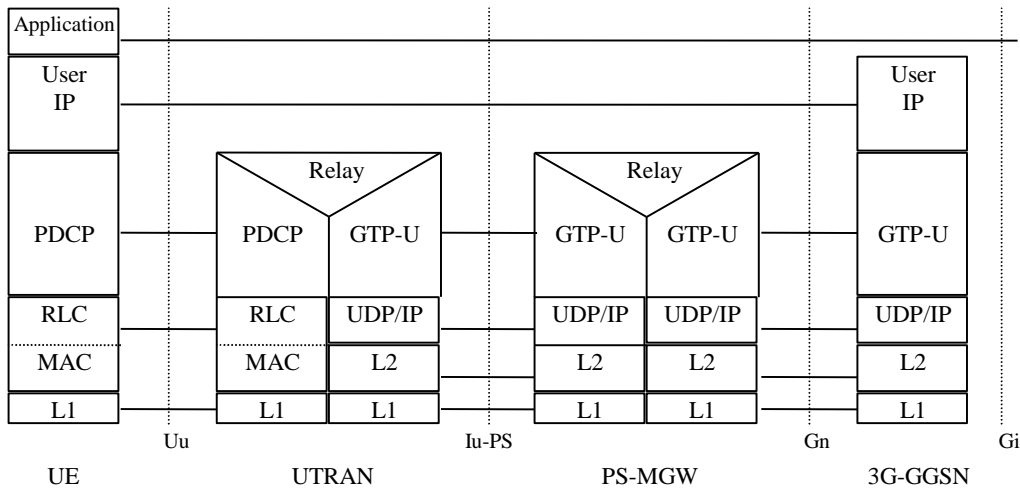 Application
User
IP
User
IP
Relay
Relay
PDCP
PDCP
GTP-U
GTP-U
GTP-U
GTP-U
RLC
RLC
UDP/IP
UDP/IP
UDP/IP
UDP/IP
MAC
MAC
L2
L2
L2
L2
L1
L1
L1
L1
L1
L1
Uu
Iu-PS
Gn
Gi
UE
UTRAN
PS-MGW
3G-GGSN